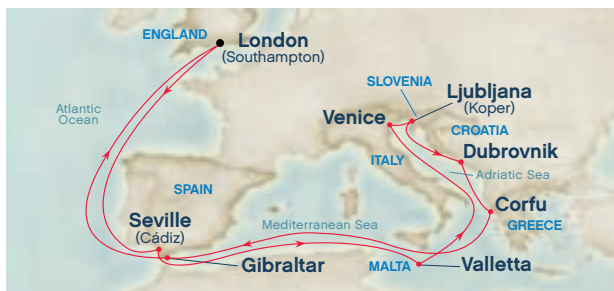 ENGLAND
London
(Southampton)
Atlantic
Ocean
SLOVENIA
Ljubljana
(Koper)
Venice
CROATIA
Dubrovnik
ITALY
Adriatic Sea
SPAIN
Corfu
GREECE
Seville
(Cádiz)
Mediterranean Sea
Gibraltar
MALTA
Valletta